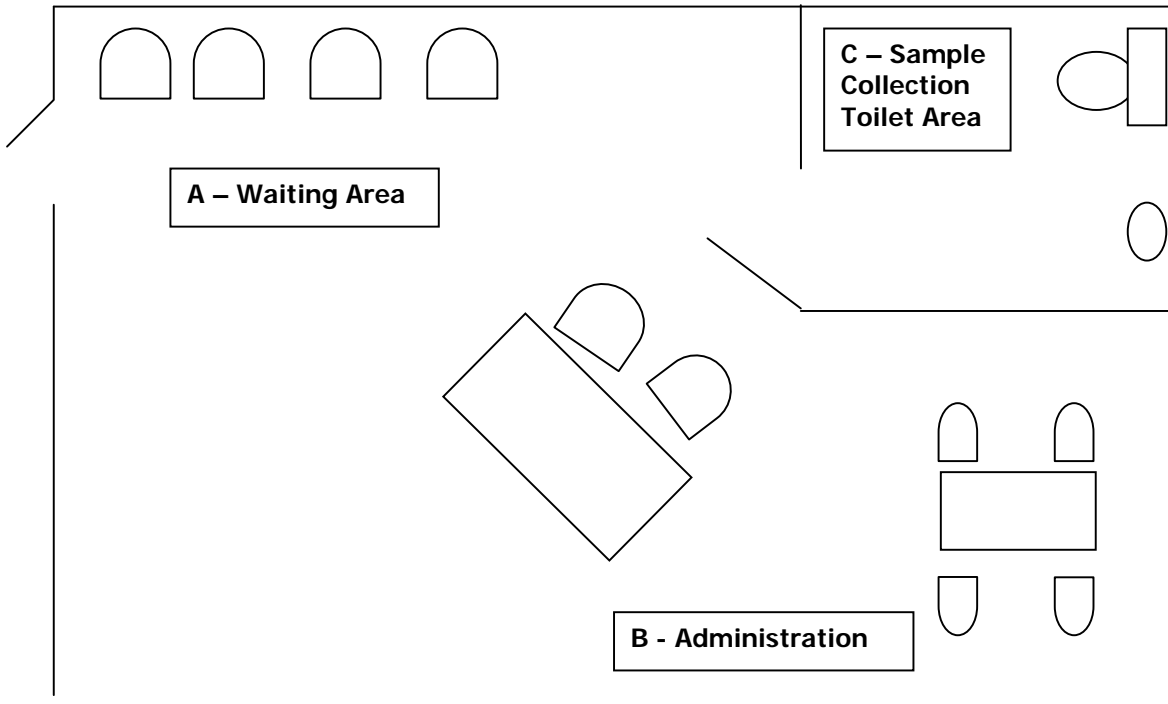 C – Sample
Collection
Toilet Area
A – Waiting Area
B - Administration